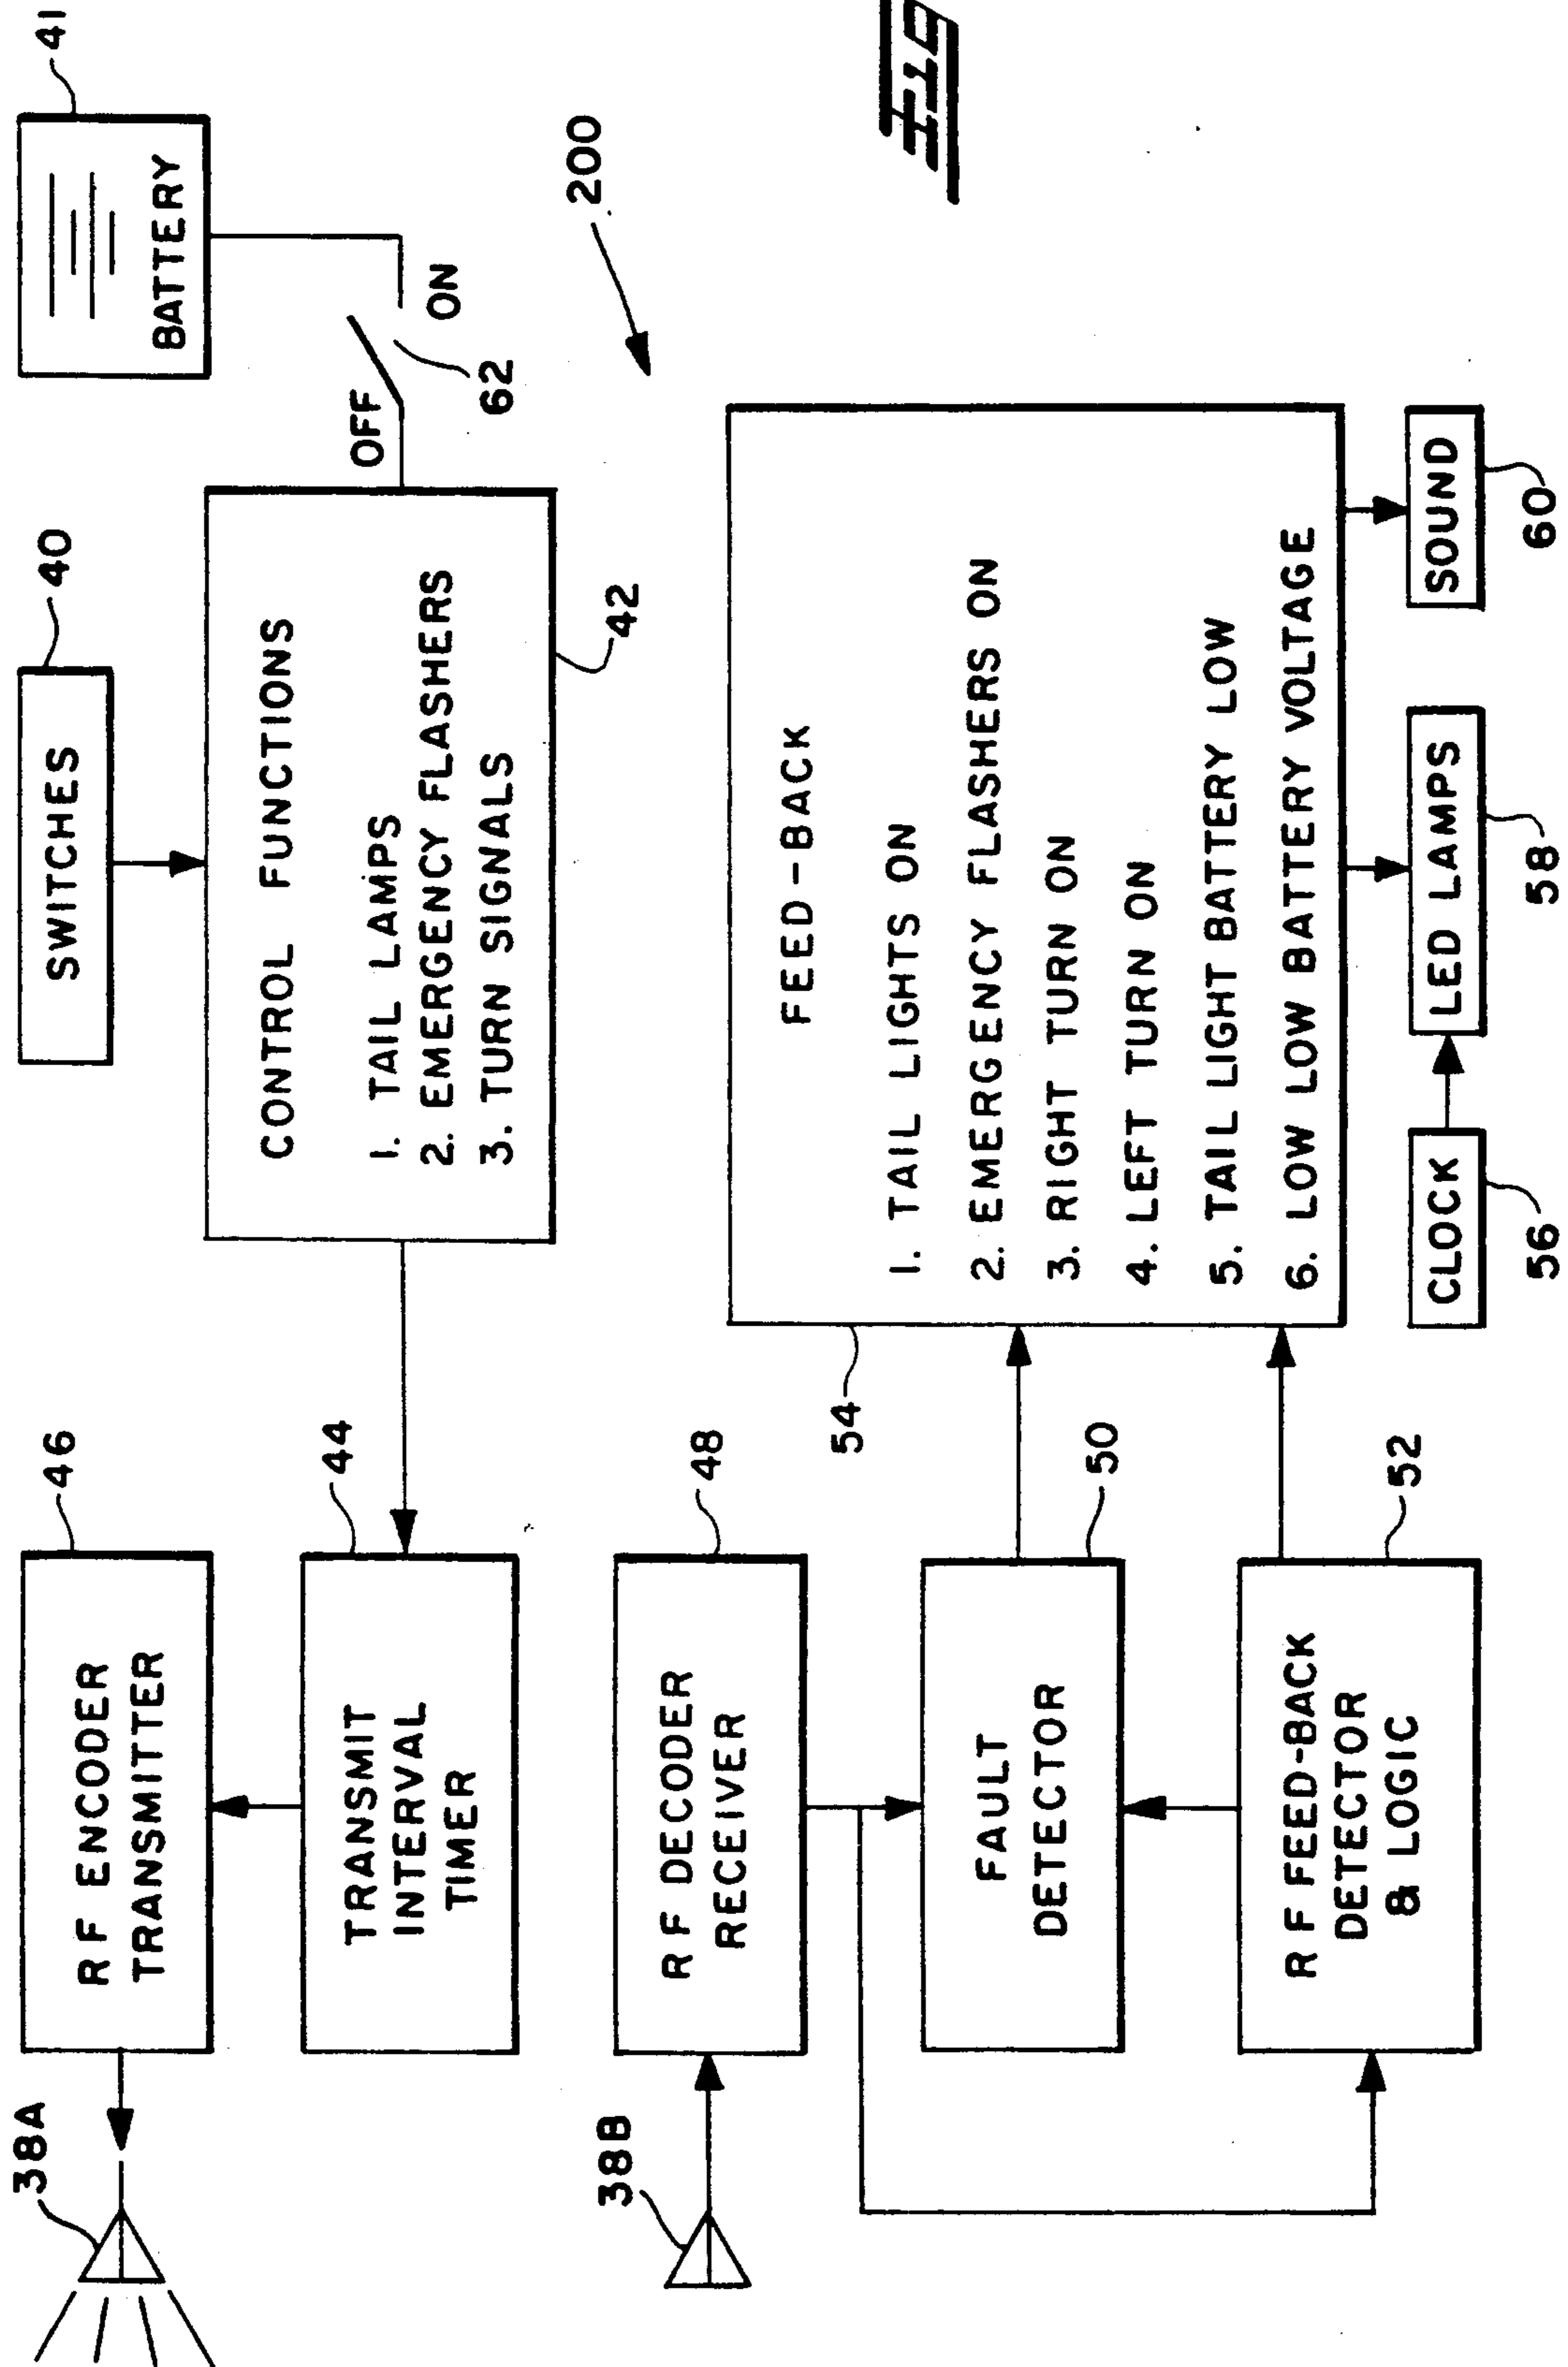 38A
46
RF ENCODER
TRANSMITTER
44
TRANSMIT
INTERVAL
TIMER
40
SWITCHES
CONTROL FUNCTIONS
1. TAIL LAMPS
2. EMERGENCY FLASHERS
3. TURN SIGNALS
42
41
BATTERY
OFF
ON
62
200
38B
48
RF DECODER
RECEIVER
FAULT
DETECTOR
50
RF FEED-BACK
DETECTOR
& LOGIC
52
54
FEED-BACK
1. TAIL LIGHTS ON
2. EMERGENCY FLASHERS ON
3. RIGHT TURN ON
4. LEFT TURN ON
5. TAIL LIGHT BATTERY LOW
6. LOW LOW BATTERY VOLTAGE
CLOCK
56
LED LAMPS
58
SOUND
60